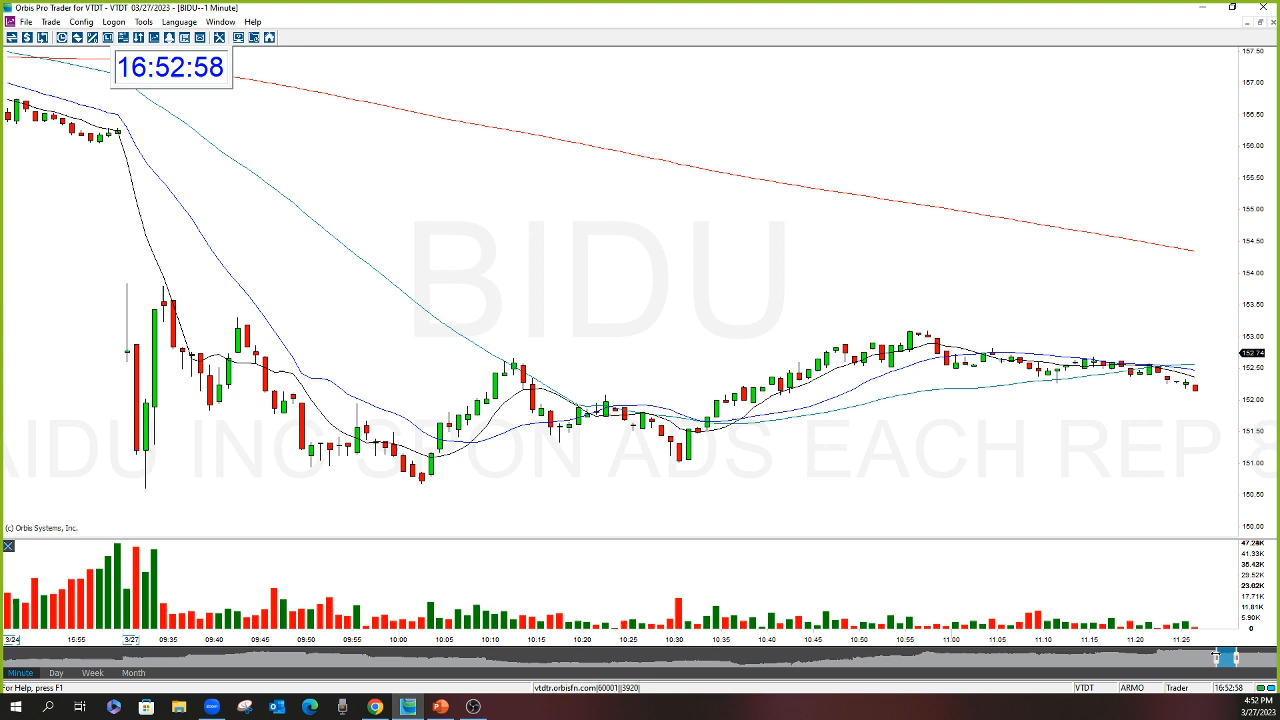 Orbis Pro Trader for VTDT - VTDT 03/27/2023 - [BIDU--1 Minute]
File Trade Config Logon Tools Language Window Help
16:52:58
157.50
157.00
156.50
156.00
155.50
155.00
154.50
154.00
153.50
153.00
152.74
152.50
152.00
151.50
151.00
150.50
150.00
BIDU
AIDU INC SPON ADS EACH REP 8
(c) Orbis Systems, Inc.
47.24K
41.33K
35.43K
29.52K
23.62K
17.71K
11.81K
5.90K
0
3/24 15:55 3/27 09:35 09:40 09:45 09:50 09:55 10:00 10:05 10:10 10:15 10:20 10:25 10:30 10:35 10:40 10:45 10:50 10:55 11:00 11:05 11:10 11:15 11:20 11:25
Minute Day Week Month
For Help, press F1 vtdtr.orbisfn.com|60001||3920| VTDT ARMO Trader 16:52:58
4:52 PM
3/27/2023